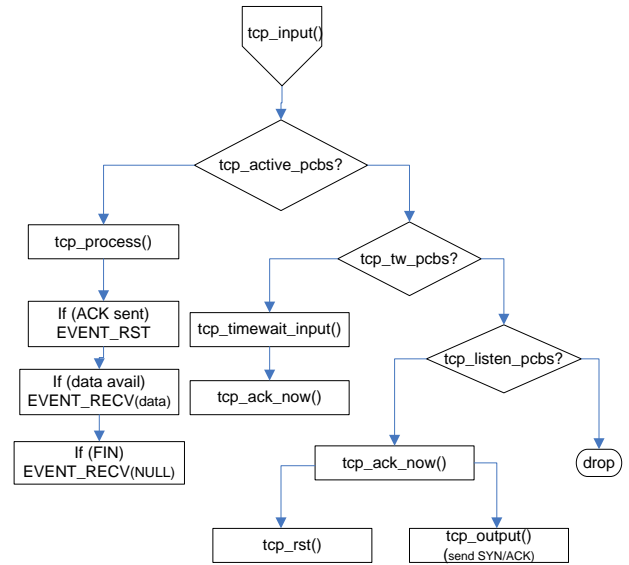 tcp_input()
tcp_active_pcbs?
tcp_process()
tcp_tw_pcbs?
If (ACK sent)
EVENT_RST
tcp_timewait_input()
tcp_listen_pcbs?
If (data avail)
EVENT_RECV(data)
tcp_ack_now()
If (FIN)
EVENT_RECV(NULL)
tcp_ack_now()
drop
tcp_rst()
tcp_output()
(send SYN/ACK)